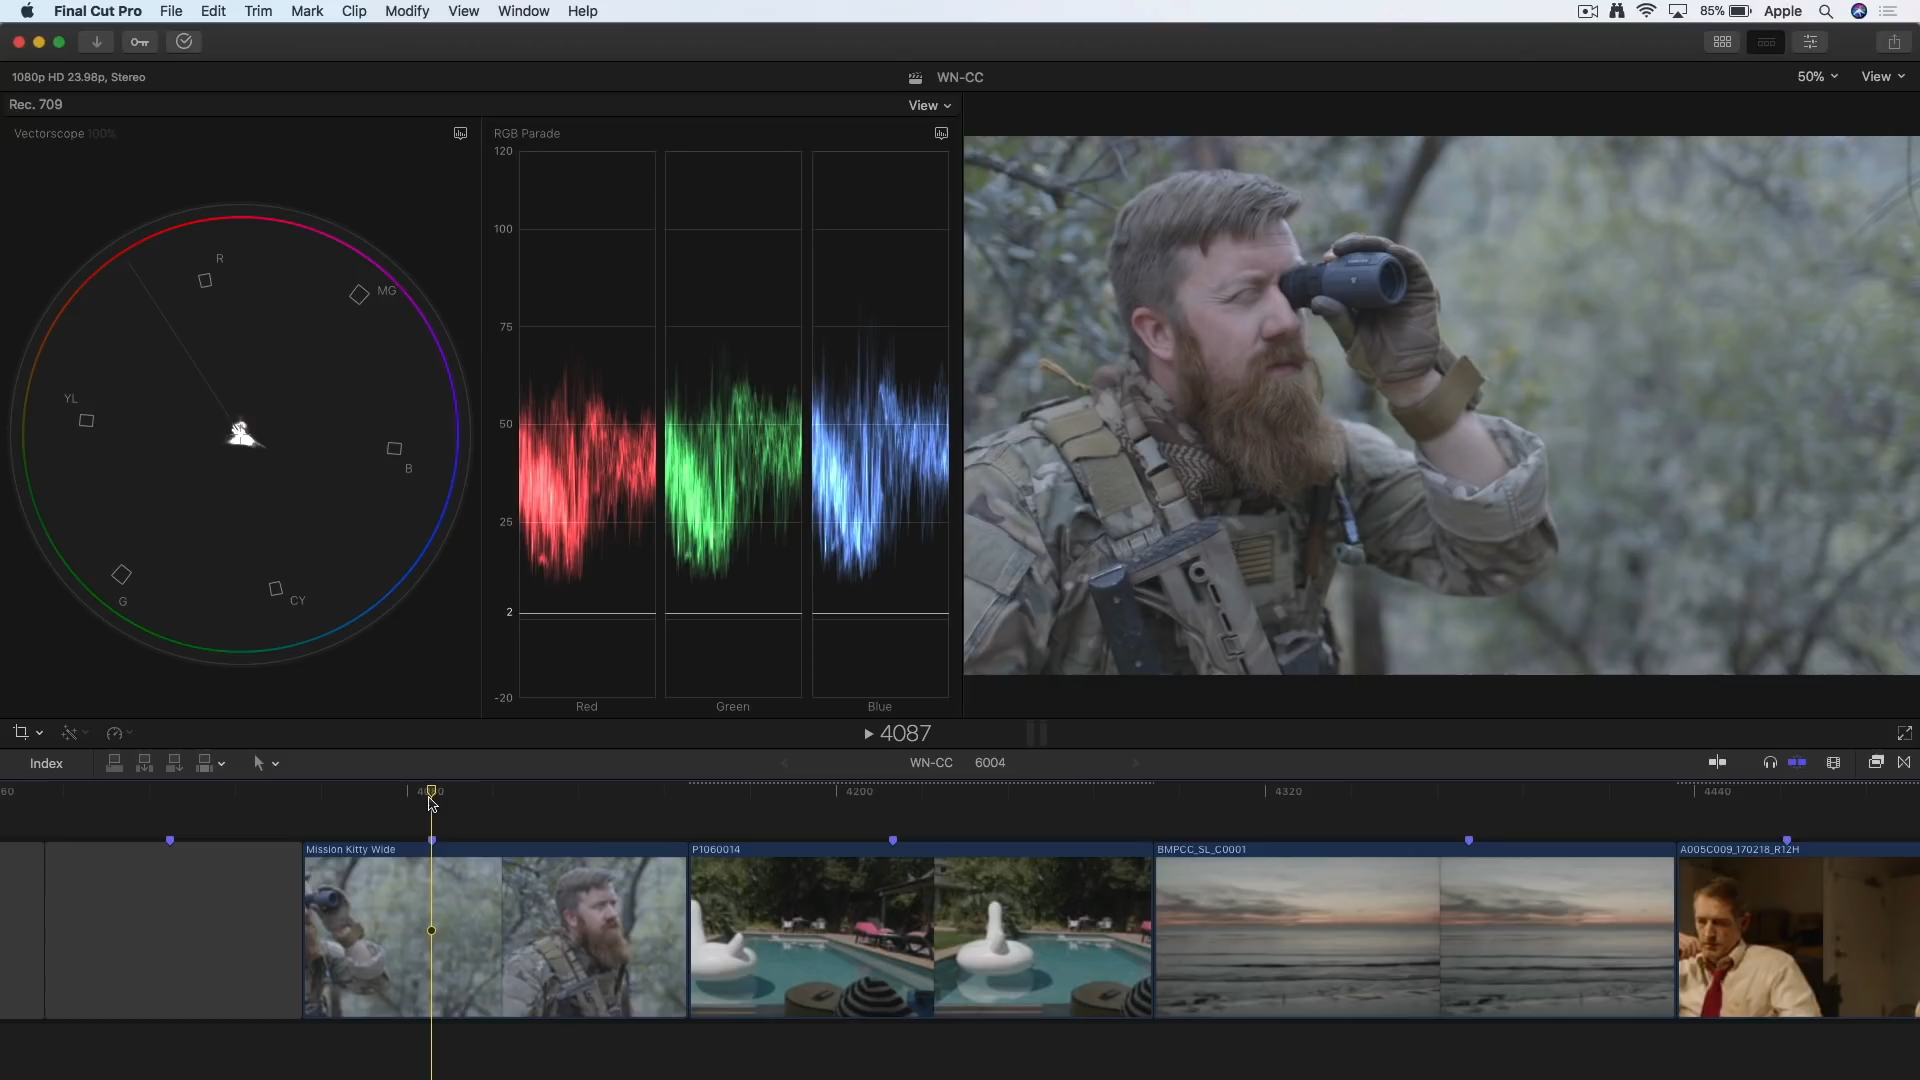 Final Cut Pro File Edit Trim Mark Clip Modify View Window Help 85% Apple
1080p HD 23.98p, Stereo WN-CC 50% View
Rec. 709 View
Vectorscope 100% RGB Parade
120
100
75
50
25
2
-20
R
MG
YL
B
G
CY
Red Green Blue
4087
Index WN-CC 6004
60 4200 4320 4440
Mission Kitty Wide P1060014 BMPCC_SL_C0001 A005C009_170218_R12H